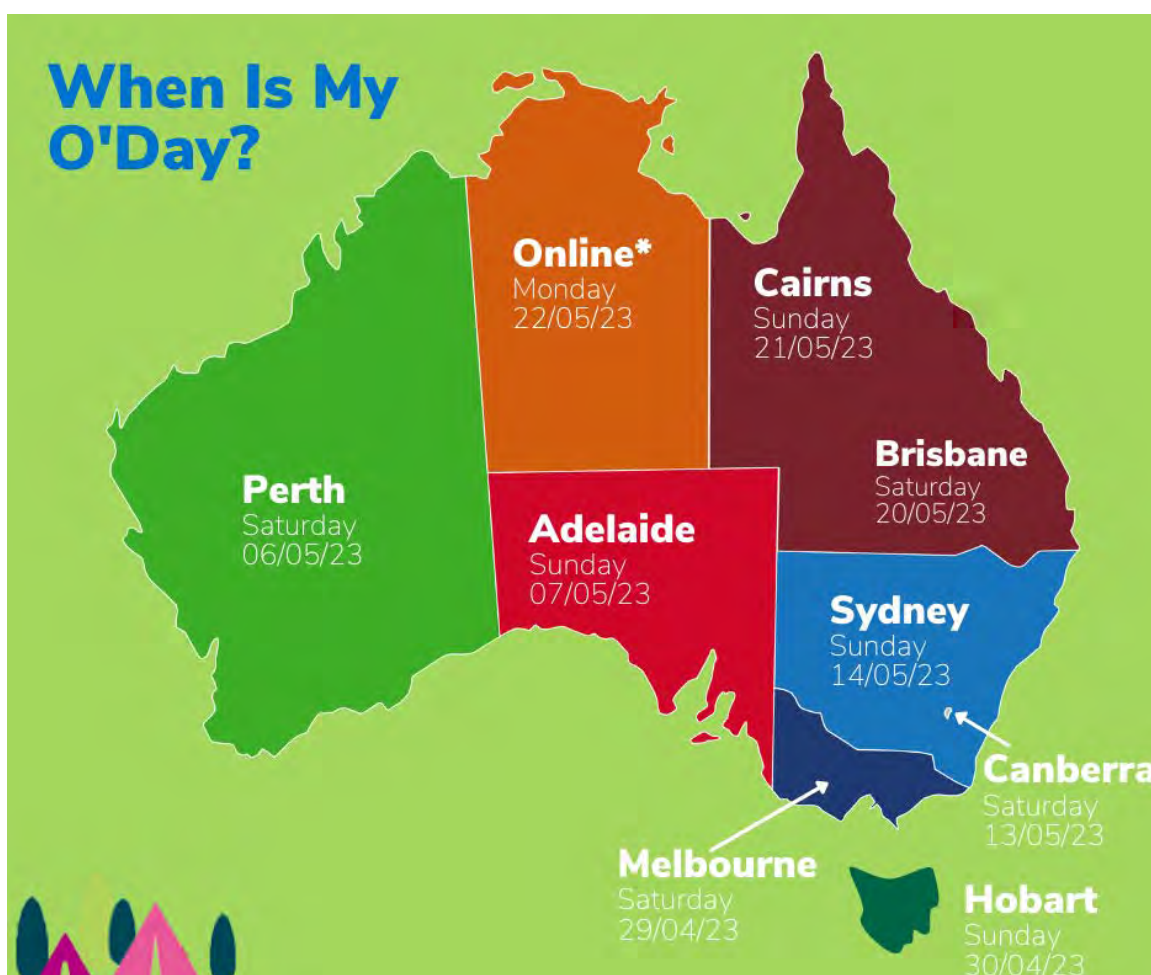 When Is My
O'Day?
Online*
Monday
22/05/23
Cairns
Sunday
21/05/23
Brisbane
Saturday
20/05/23
Perth
Saturday
06/05/23
Adelaide
Sunday
07/05/23
Sydney
Sunday
14/05/23
Canberra
Saturday
13/05/23
Melbourne
Saturday
29/04/23
Hobart
Sunday
30/04/23